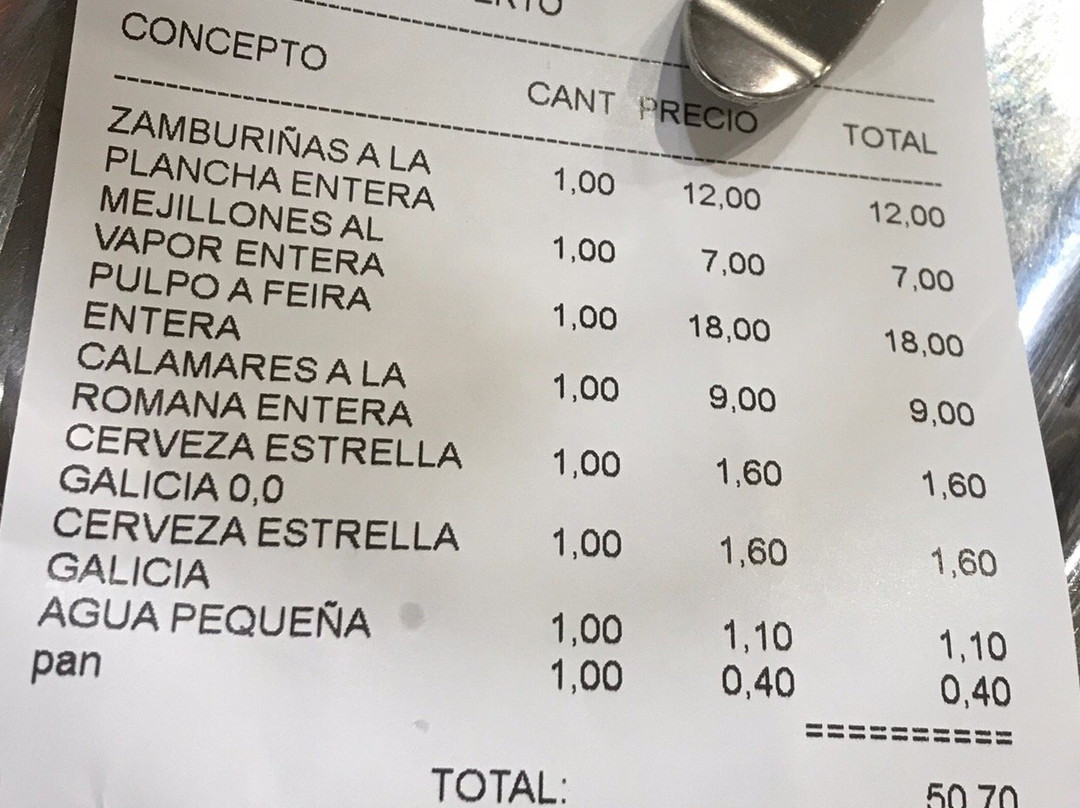 CONCEPTO CANT PRECIO TOTAL
ZAMBURIÑAS A LA
PLANCHA ENTERA 1,00 12,00 12,00
MEJILLONES AL
VAPOR ENTERA 1,00 7,00 7,00
PULPO A FEIRA
ENTERA 1,00 18,00 18,00
CALAMARES A LA
ROMANA ENTERA 1,00 9,00 9,00
CERVEZA ESTRELLA
GALICIA 0,0 1,00 1,60 1,60
CERVEZA ESTRELLA
GALICIA 1,00 1,60 1,60
AGUA PEQUEÑA 1,00 1,10 1,10
pan 1,00 0,40 0,40
==========
TOTAL: 50,70